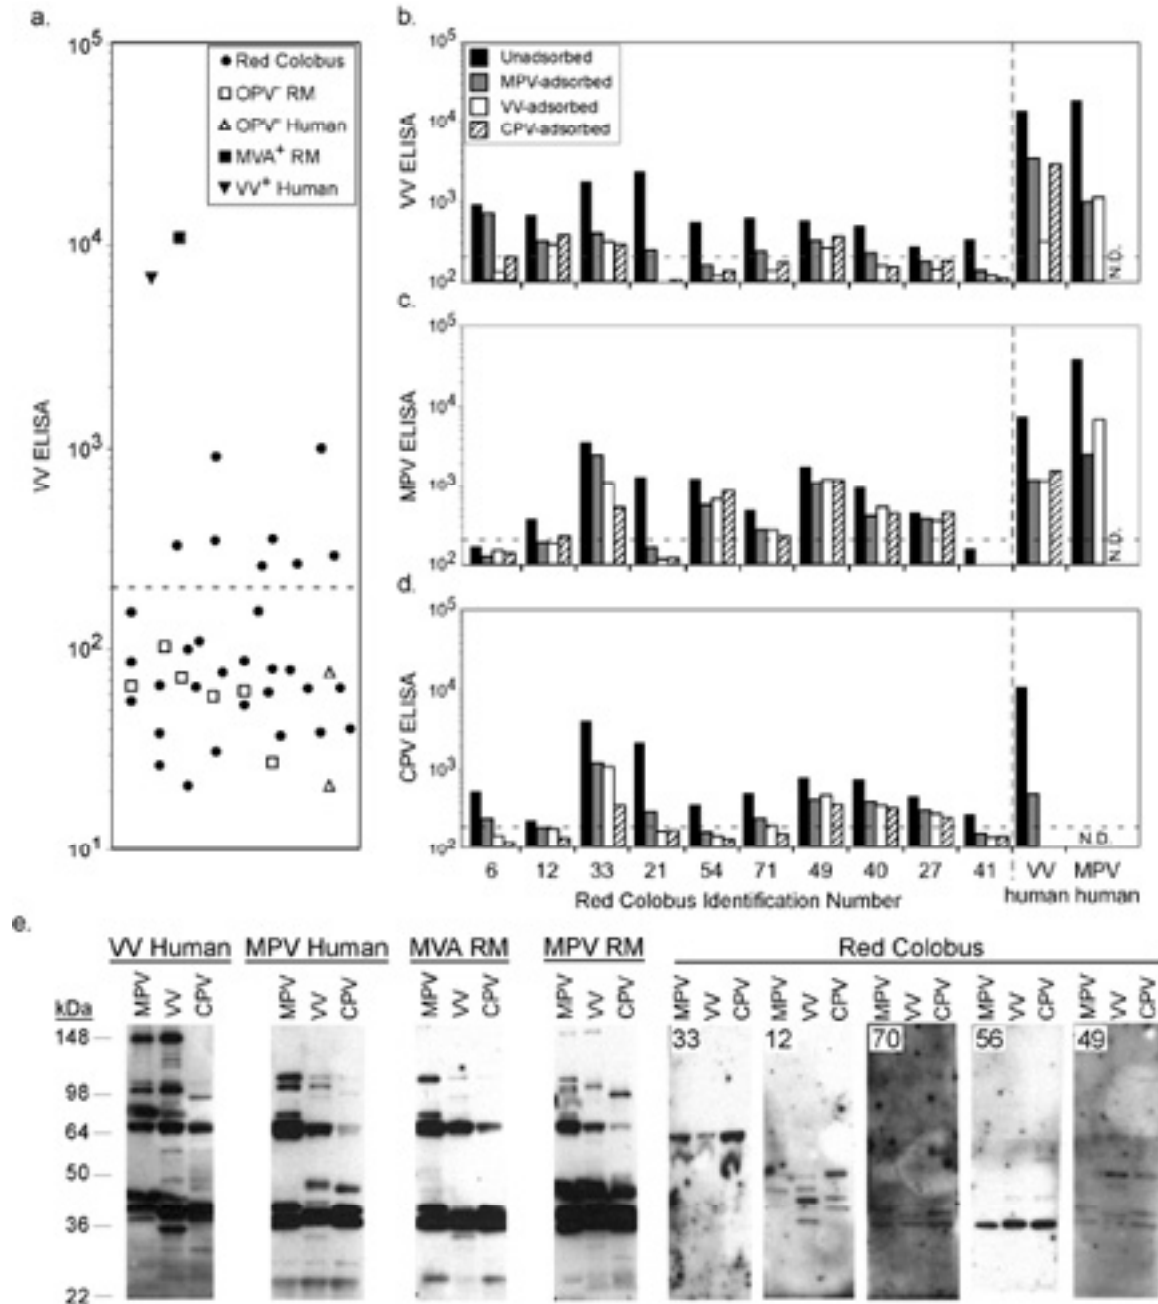 a.
10⁵
10⁴
10³
10²
10¹
VV ELISA
Red Colobus
OPV⁻ RM
OPV⁻ Human
MVA⁺ RM
VV⁺ Human
b.
10⁵
10⁴
10³
10²
VV ELISA
Unadsorbed
MPV-adsorbed
VV-adsorbed
CPV-adsorbed
N.D.
c.
10⁵
10⁴
10³
10²
MPV ELISA
N.D.
d.
10⁵
10⁴
10³
10²
CPV ELISA
N.D.
6 12 33 21 54 71 49 40 27 41 VV MPV
Red Colobus Identification Number human human
e.
VV Human MPV Human MVA RM MPV RM Red Colobus
kDa MPV VV CPV MPV VV CPV MPV VV CPV MPV VV CPV MPV VV CPV MPV VV CPV MPV VV CPV MPV VV CPV MPV VV CPV
148 33 12 70 56 49
98
64
50
36
22